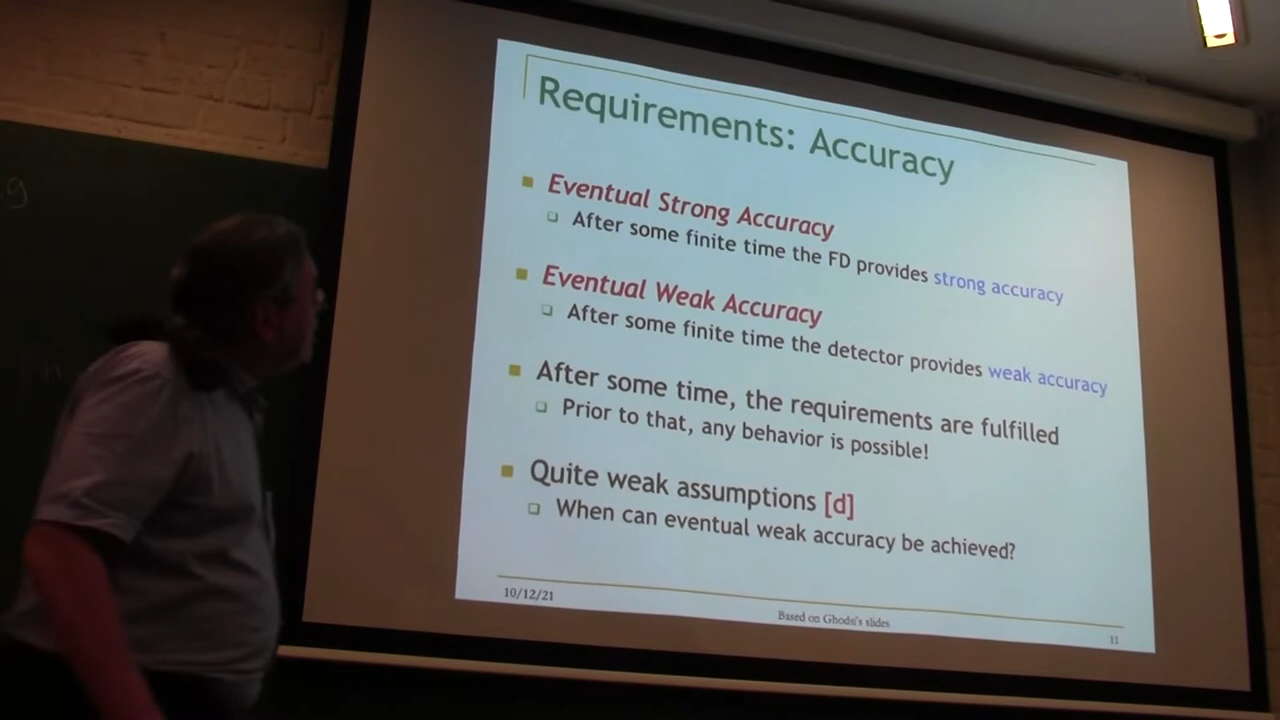 Requirements: Accuracy
Eventual Strong Accuracy
After some finite time the FD provides strong accuracy
Eventual Weak Accuracy
After some finite time the detector provides weak accuracy
After some time, the requirements are fulfilled
Prior to that, any behavior is possible!
Quite weak assumptions [d]
When can eventual weak accuracy be achieved?
10/12/21
Based on Ghodsi's slides
11